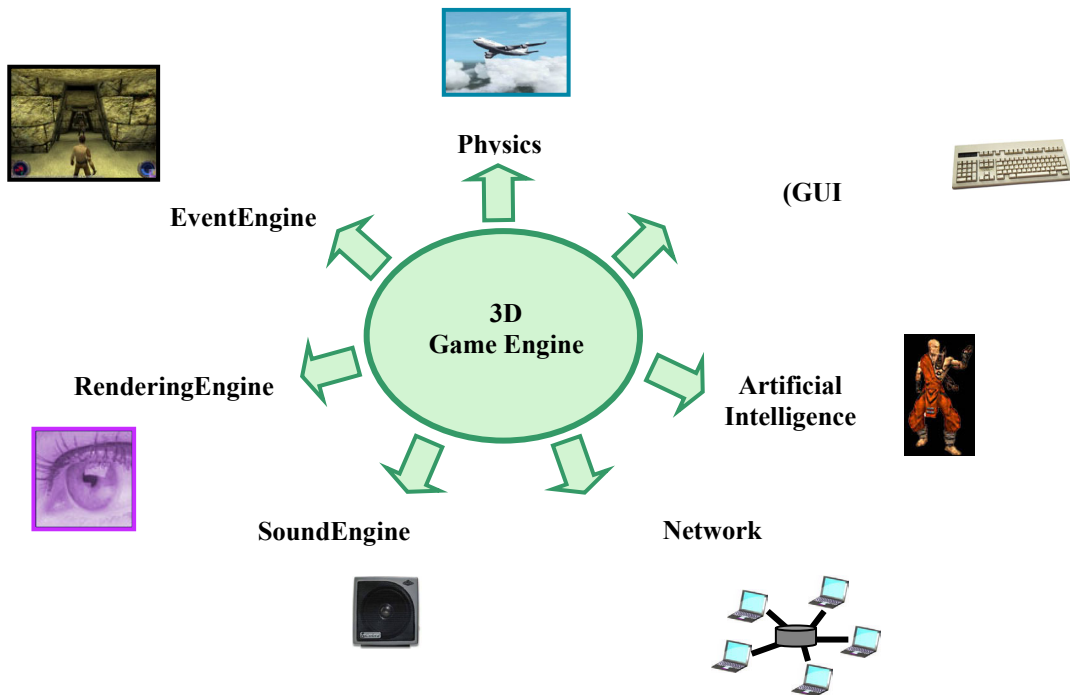 Physics
(GUI
EventEngine
3D
Game Engine
RenderingEngine
Artificial
Intelligence
SoundEngine
Network